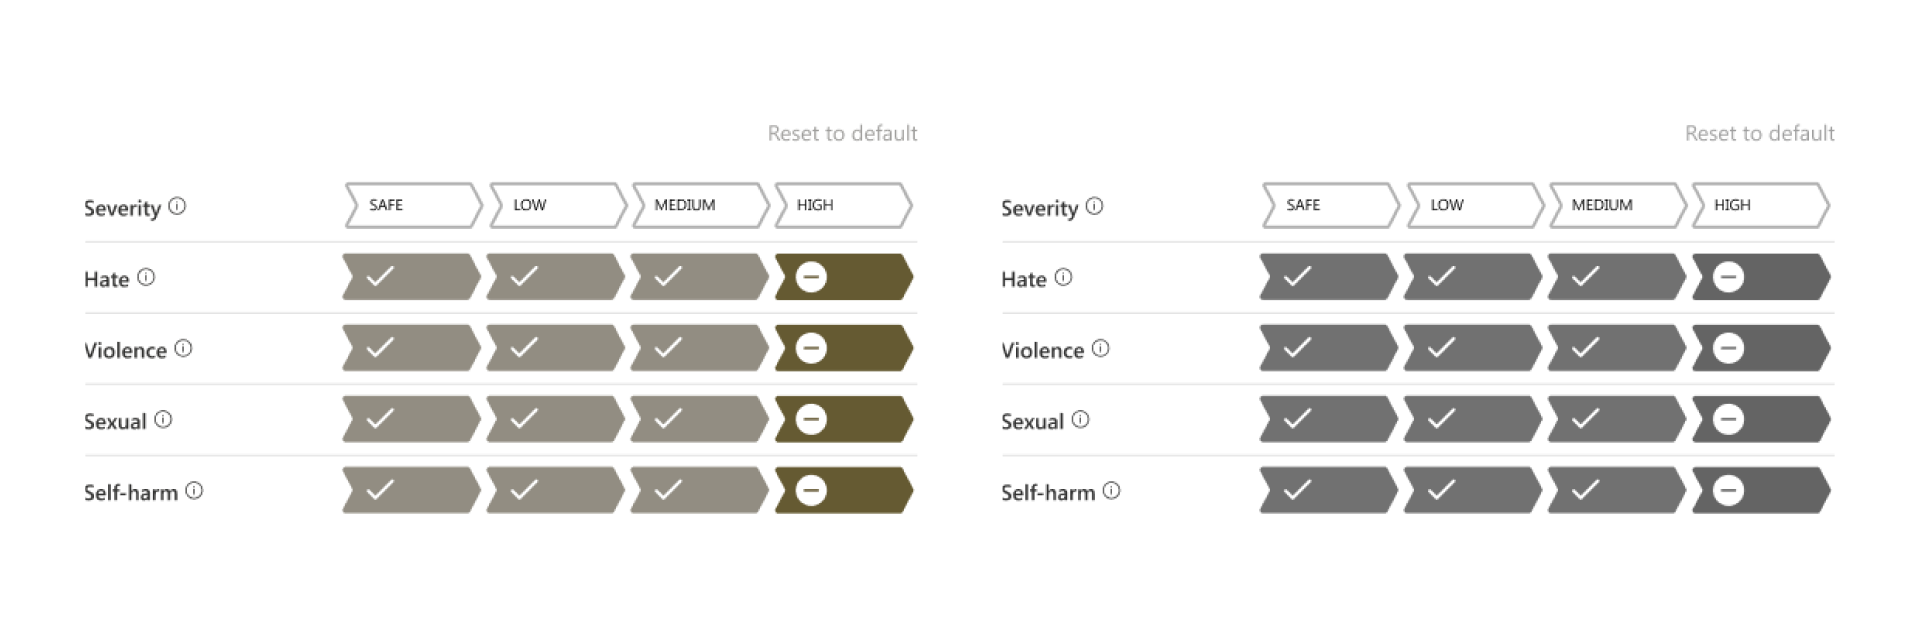 Reset to default
Severity SAFE LOW MEDIUM HIGH
Hate
Violence
Sexual
Self-harm
Reset to default
Severity SAFE LOW MEDIUM HIGH
Hate
Violence
Sexual
Self-harm